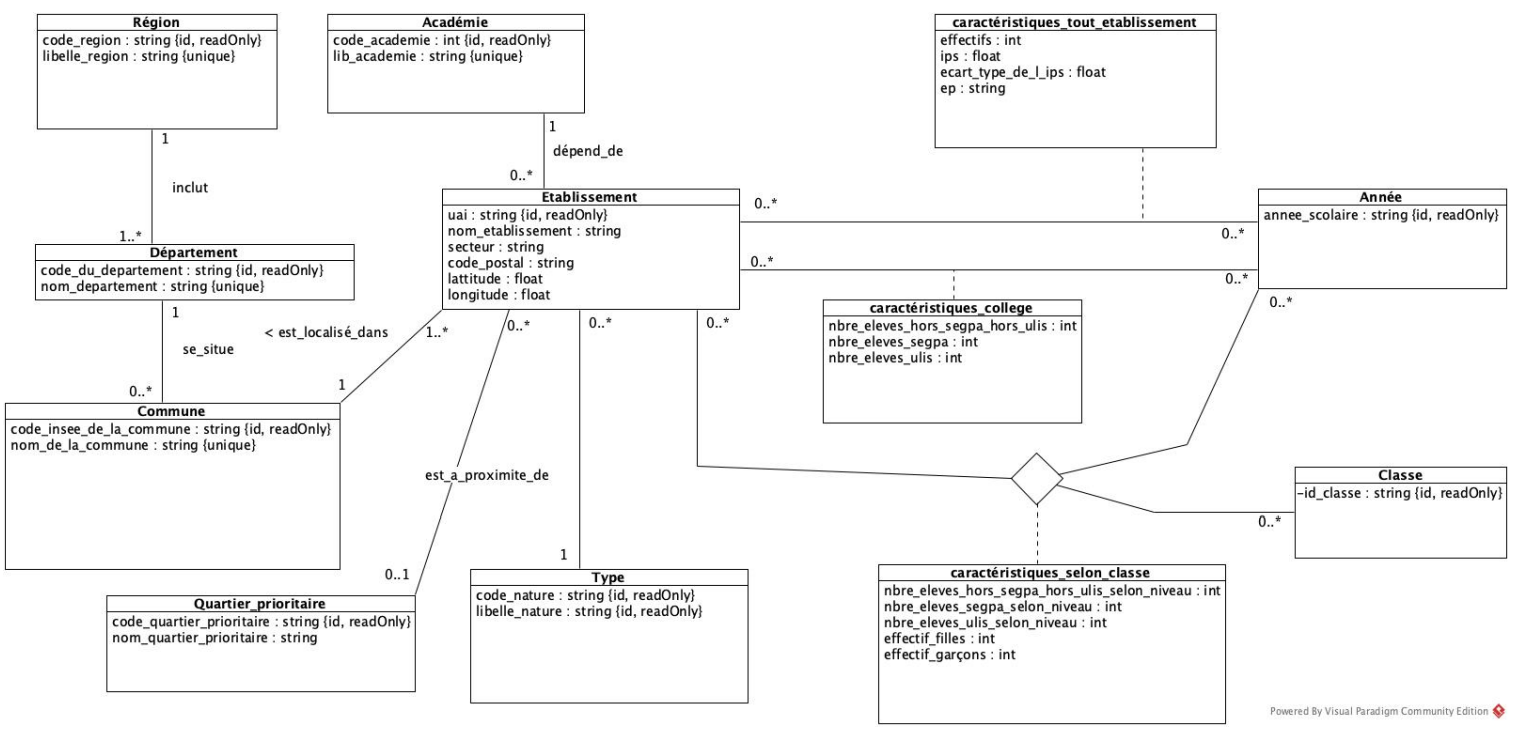 Région
code_region : string {id, readOnly}
libelle_region : string {unique}
Académie
code_academie : int {id, readOnly}
lib_academie : string {unique}
caractéristiques_tout_etablissement
effectifs : int
ips : float
ecart_type_de_l_ips : float
ep : string
1
inclut
1..*
1
dépend_de
0..*
Département
code_du_departement : string {id, readOnly}
nom_departement : string {unique}
Etablissement
uai : string {id, readOnly}
nom_etablissement : string
secteur : string
code_postal : string
lattitude : float
longitude : float
0..*
0..*
0..*
0..*
Année
annee_scolaire : string {id, readOnly}
0..*
caractéristiques_college
nbre_eleves_hors_segpa_hors_ulis : int
nbre_eleves_segpa : int
nbre_eleves_ulis : int
1
se_situe
0..*
< est_localisé_dans
1..*
1
0..*
0..*
0..*
Commune
code_insee_de_la_commune : string {id, readOnly}
nom_de_la_commune : string {unique}
est_a_proximite_de
0..1
1
Classe
-id_classe : string {id, readOnly}
0..*
Quartier_prioritaire
code_quartier_prioritaire : string {id, readOnly}
nom_quartier_prioritaire : string
Type
code_nature : string {id, readOnly}
libelle_nature : string {id, readOnly}
caractéristiques_selon_classe
nbre_eleves_hors_segpa_hors_ulis_selon_niveau : int
nbre_eleves_segpa_selon_niveau : int
nbre_eleves_ulis_selon_niveau : int
effectif_filles : int
effectif_garçons : int
Powered By Visual Paradigm Community Edition